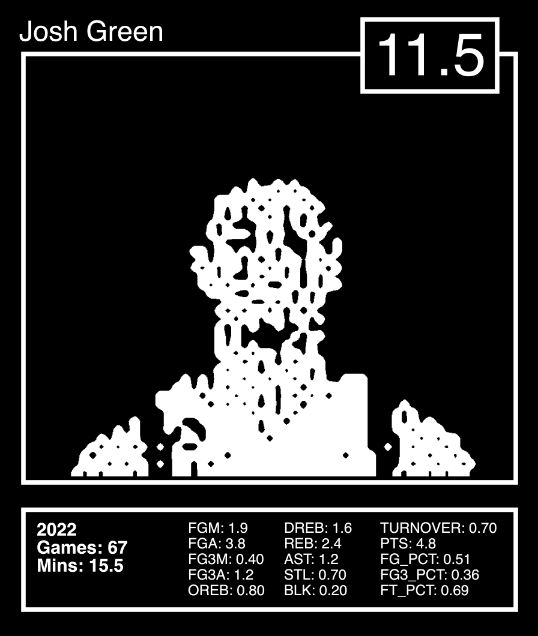 Josh Green
11.5
2022
Games: 67
Mins: 15.5
FGM: 1.9
FGA: 3.8
FG3M: 0.40
FG3A: 1.2
OREB: 0.80
DREB: 1.6
REB: 2.4
AST: 1.2
STL: 0.70
BLK: 0.20
TURNOVER: 0.70
PTS: 4.8
FG_PCT: 0.51
FG3_PCT: 0.36
FT_PCT: 0.69